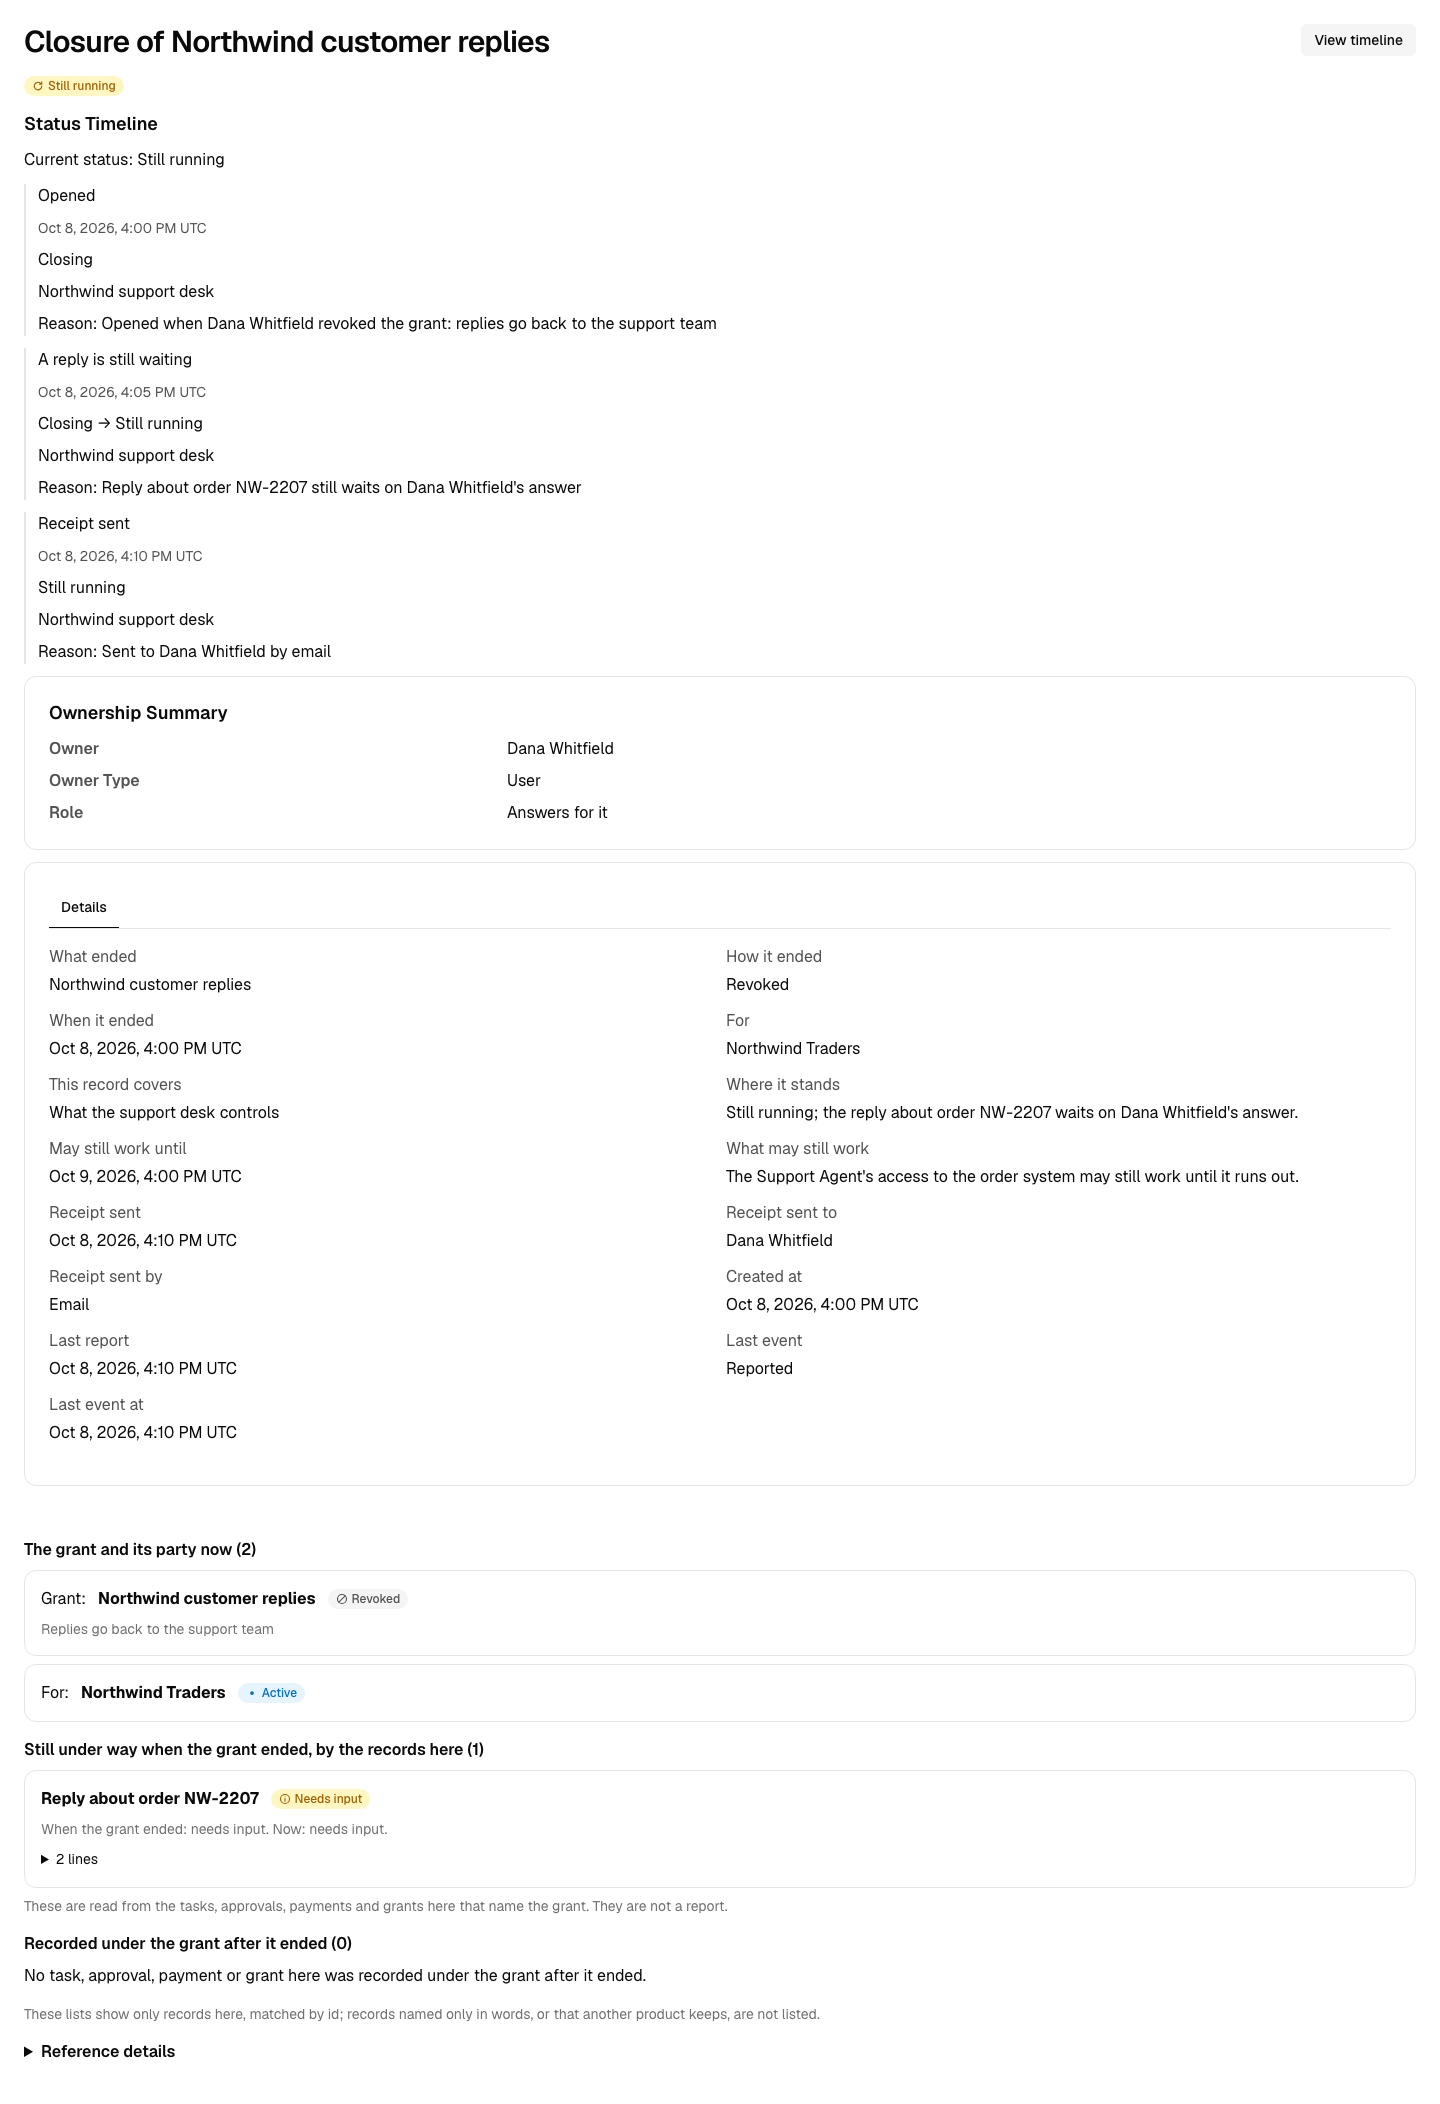 Closure of Northwind customer replies
View timeline
Still running
Status Timeline
Current status: Still running
Opened
Oct 8, 2026, 4:00 PM UTC
Closing
Northwind support desk
Reason: Opened when Dana Whitfield revoked the grant: replies go back to the support team
A reply is still waiting
Oct 8, 2026, 4:05 PM UTC
Closing → Still running
Northwind support desk
Reason: Reply about order NW-2207 still waits on Dana Whitfield's answer
Receipt sent
Oct 8, 2026, 4:10 PM UTC
Still running
Northwind support desk
Reason: Sent to Dana Whitfield by email
Ownership Summary
Owner
Dana Whitfield
Owner Type
User
Role
Answers for it
Details
What ended
Northwind customer replies
How it ended
Revoked
When it ended
Oct 8, 2026, 4:00 PM UTC
For
Northwind Traders
This record covers
What the support desk controls
Where it stands
Still running; the reply about order NW-2207 waits on Dana Whitfield's answer.
May still work until
Oct 9, 2026, 4:00 PM UTC
What may still work
The Support Agent's access to the order system may still work until it runs out.
Receipt sent
Oct 8, 2026, 4:10 PM UTC
Receipt sent to
Dana Whitfield
Receipt sent by
Email
Created at
Oct 8, 2026, 4:00 PM UTC
Last report
Oct 8, 2026, 4:10 PM UTC
Last event
Reported
Last event at
Oct 8, 2026, 4:10 PM UTC
The grant and its party now (2)
Grant: Northwind customer replies Revoked
Replies go back to the support team
For: Northwind Traders Active
Still under way when the grant ended, by the records here (1)
Reply about order NW-2207 Needs input
When the grant ended: needs input. Now: needs input.
2 lines
These are read from the tasks, approvals, payments and grants here that name the grant. They are not a report.
Recorded under the grant after it ended (0)
No task, approval, payment or grant here was recorded under the grant after it ended.
These lists show only records here, matched by id; records named only in words, or that another product keeps, are not listed.
Reference details